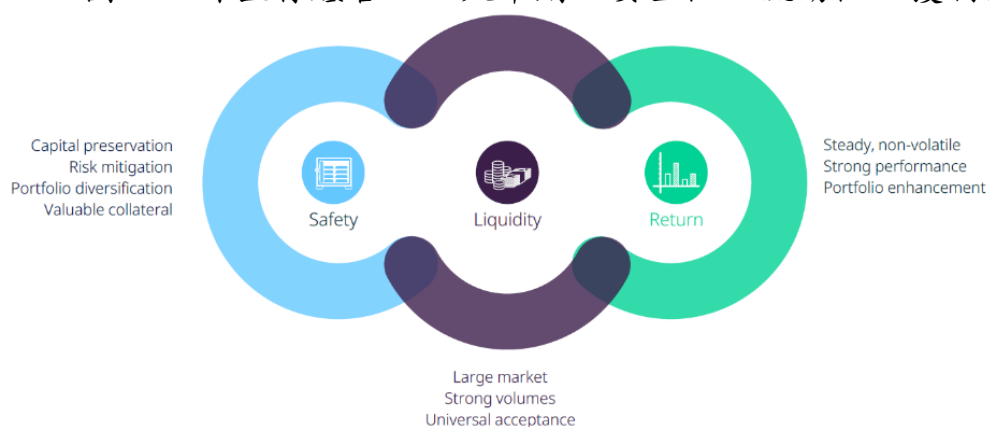 Capital preservation
Risk mitigation
Portfolio diversification
Valuable collateral
Safety
Liquidity
Return
Steady, non-volatile
Strong performance
Portfolio enhancement
Large market
Strong volumes
Universal acceptance